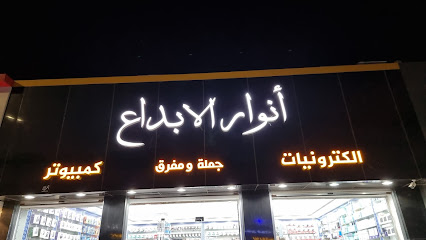 أنوار الابداع
الكترونيات جملة ومفرق كمبيوتر